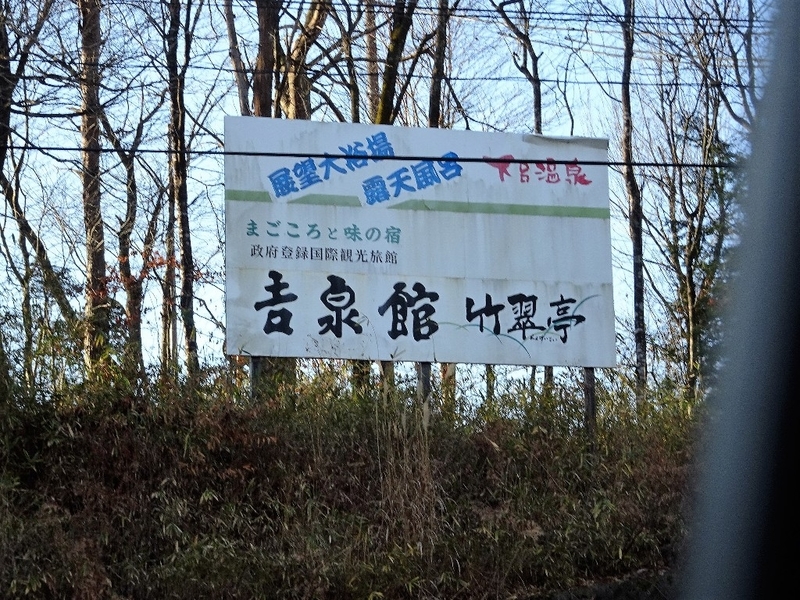 展望大浴場
露天風呂
下呂温泉
まごころと味の宿
政府登録国際観光旅館
吉泉館 竹翠亭